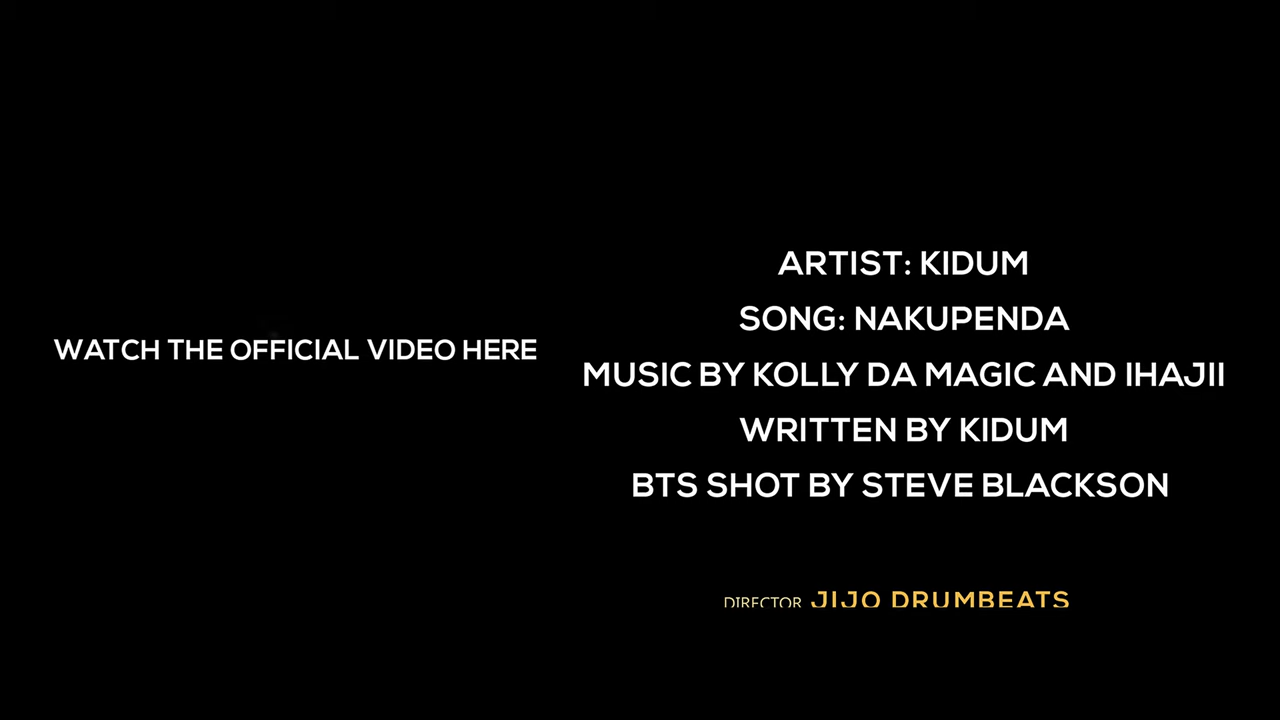 WATCH THE OFFICIAL VIDEO HERE
ARTIST: KIDUM
SONG: NAKUPENDA
MUSIC BY KOLLY DA MAGIC AND IHAJII
WRITTEN BY KIDUM
BTS SHOT BY STEVE BLACKSON
DIRECTOR JIJO DRUMBEATS